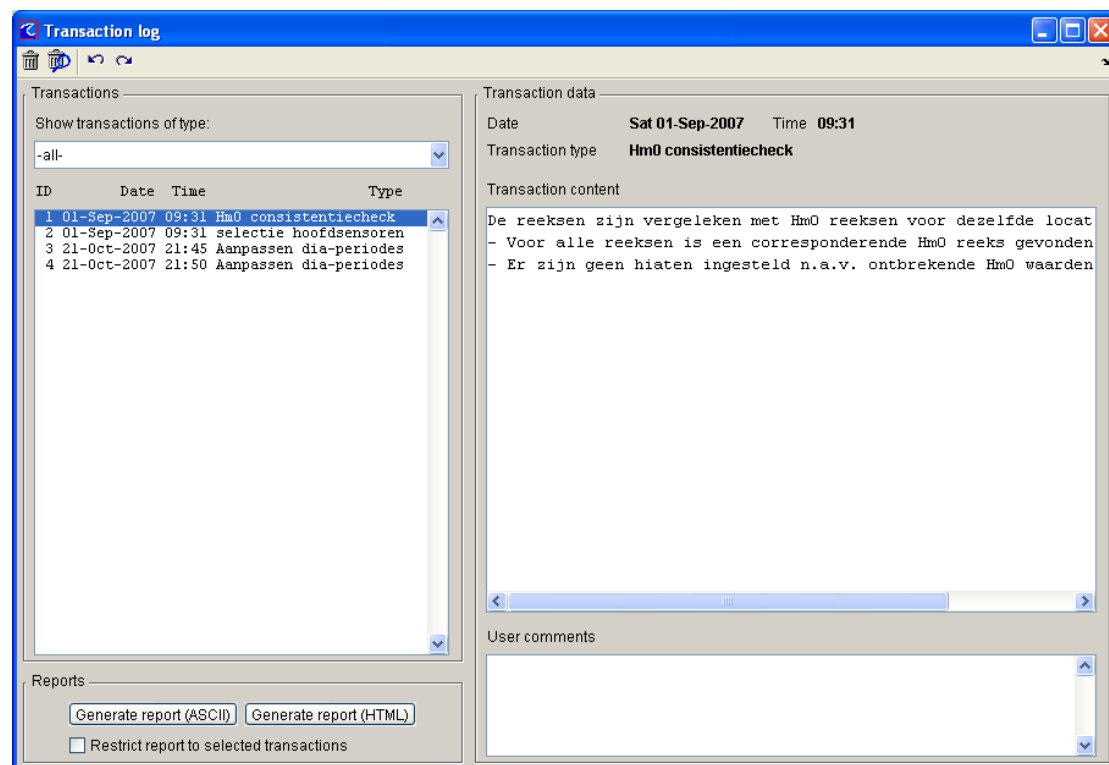 Transaction log
Transactions
Show transactions of type:
-all-
ID Date Time Type
1 01-Sep-2007 09:31 Hm0 consistentiecheck
2 01-Sep-2007 09:31 selectie hoofdsensoren
3 21-Oct-2007 21:45 Aanpassen dia-periodes
4 21-Oct-2007 21:50 Aanpassen dia-periodes
Reports
Generate report (ASCII) Generate report (HTML)
Restrict report to selected transactions
Transaction data
Date Sat 01-Sep-2007 Time 09:31
Transaction type Hm0 consistentiecheck
Transaction content
De reeksen zijn vergeleken met Hm0 reeksen voor dezelfde locat
- Voor alle reeksen is een corresponderende Hm0 reeks gevonden
- Er zijn geen hiaten ingesteld n.a.v. ontbrekende Hm0 waarden
User comments